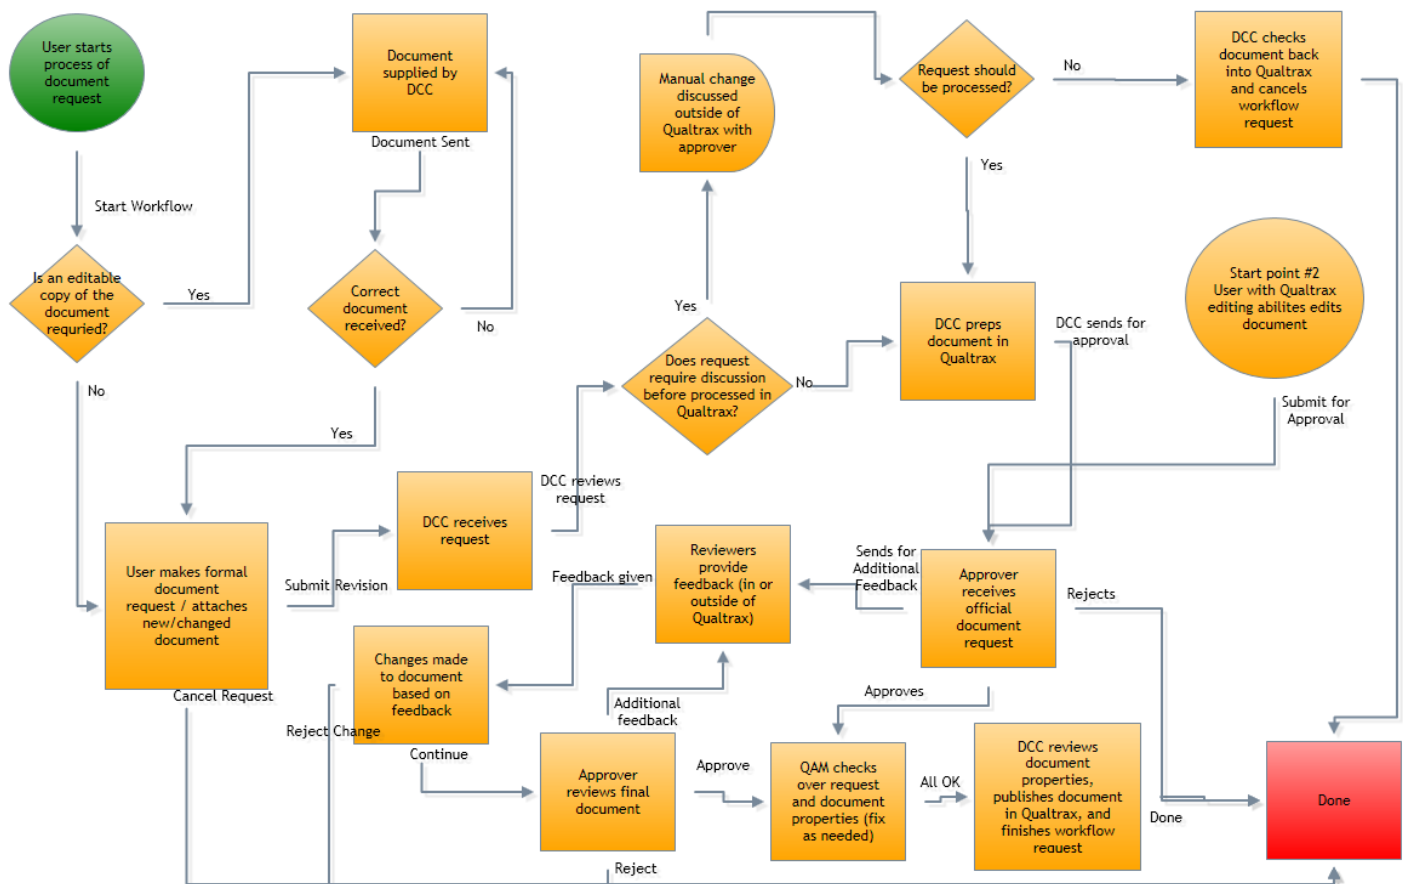 User starts
process of
document
request
Start Workflow
Is an editable
copy of the
document
requried?
Yes
No
Document
supplied by
DCC
Document Sent
Correct
document
received?
No
Yes
User makes formal
document
request / attaches
new/changed
document
Submit Revision
Cancel Request
DCC receives
request
DCC reviews
request
Does request
require discussion
before processed in
Qualtrax?
Yes
No
Manual change
discussed
outside of
Qualtrax with
approver
Request should
be processed?
No
Yes
DCC checks
document back
into Qualtrax
and cancels
workflow
request
DCC preps
document in
Qualtrax
DCC sends for
approval
Start point #2
User with Qualtrax
editing abilites edits
document
Submit for
Approval
Approver
receives
official
document
request
Sends for
Additional
Feedback
Rejects
Approves
Reviewers
provide
feedback (in or
outside of
Qualtrax)
Feedback given
Changes made
to document
based on
feedback
Reject Change
Continue
Approver
reviews final
document
Additional
feedback
Approve
Reject
QAM checks
over request
and document
properties (fix
as needed)
All OK
DCC reviews
document
properties,
publishes document
in Qualtrax, and
finishes workflow
request
Done
Done